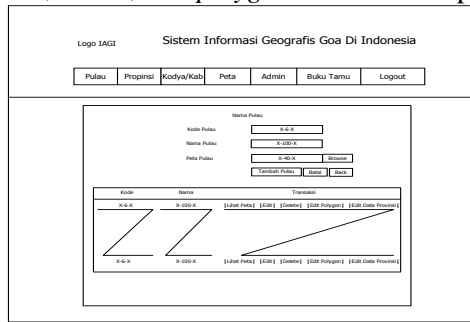 Logo IAGI
Sistem Informasi Geografis Goa Di Indonesia
Pulau Propinsi Kodya/Kab Peta Admin Buku Tamu Logout
Nama Pulau
Kode Pulau X-6-X
Nama Pulau X-100-X
Peta Pulau X-40-X Browse
Tambah Pulau Batal Back
Kode Nama Transaksi
X-6-X X-100-X |Lihat Peta| |Edit| |Delete| |Edit Polygon| |Edit Data Provinsi|
X-6-X X-100-X |Lihat Peta| |Edit| |Delete| |Edit Polygon| |Edit Data Provinsi|